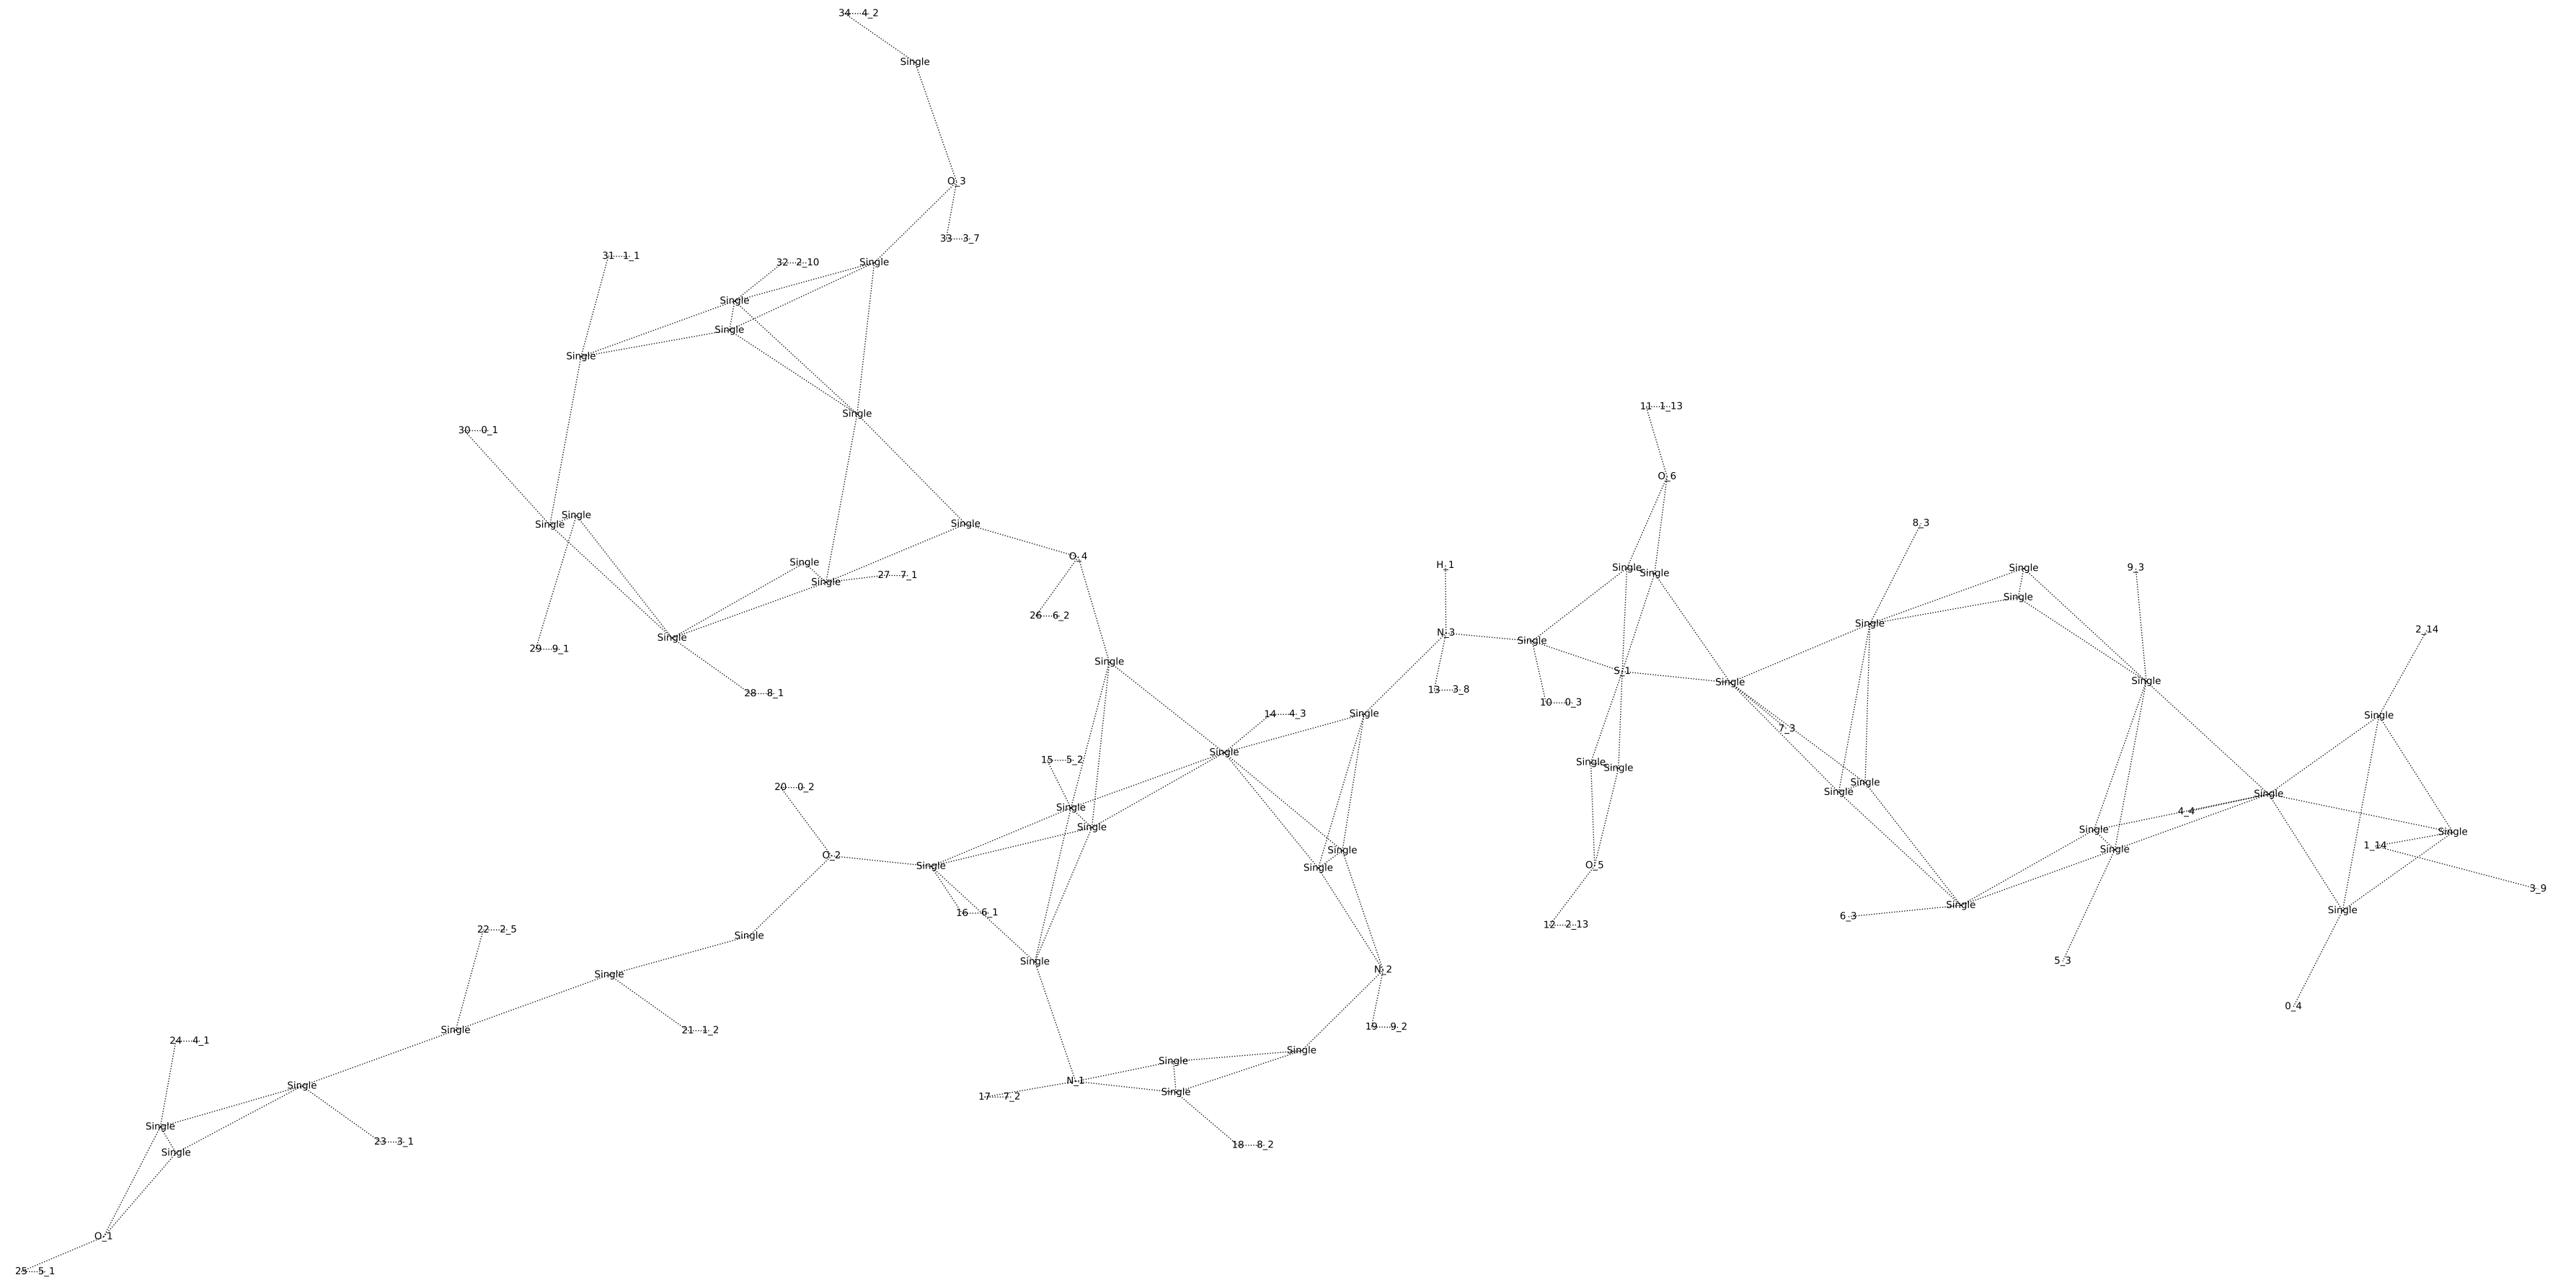 34 4_2
Single
O_3
33 3_7
31 1_1
32 2_10
Single
Single
Single
Single
11 1_13
Single
30 0_1
O_6
Single
Single
Single
8_3
O_4
Single
27 7_1
Single
H_1
Single
Single
Single
9_3
Single
26 6_2
Single
Single
2_14
N_3
Single
29 9_1
Single
Single
S_1
Single
Single
28 8_1
13 3_8
10 0_3
14 4_3
Single
Single
7_3
Single
15 5_2
Single
Single
Single
20 0_2
Single
Single
Single
4_4
Single
Single
Single
Single
1_14
Single
Single
O_2
Single
Single
O_5
3_9
16 6_1
Single
6_3
Single
12 2_13
22 2_5
Single
Single
5_3
Single
N_2
0_4
21 1_2
Single
19 9_2
24 4_1
Single
Single
N_1
Single
Single
17 7_2
Single
23 3_1
18 8_2
Single
O_1
25 5_1